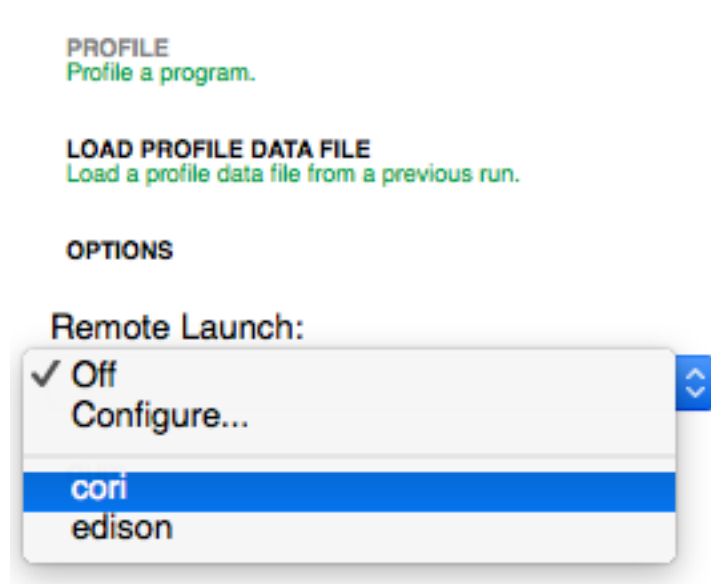 PROFILE
Profile a program.
LOAD PROFILE DATA FILE
Load a profile data file from a previous run.
OPTIONS
Remote Launch:
✓ Off
Configure...
cori
edison